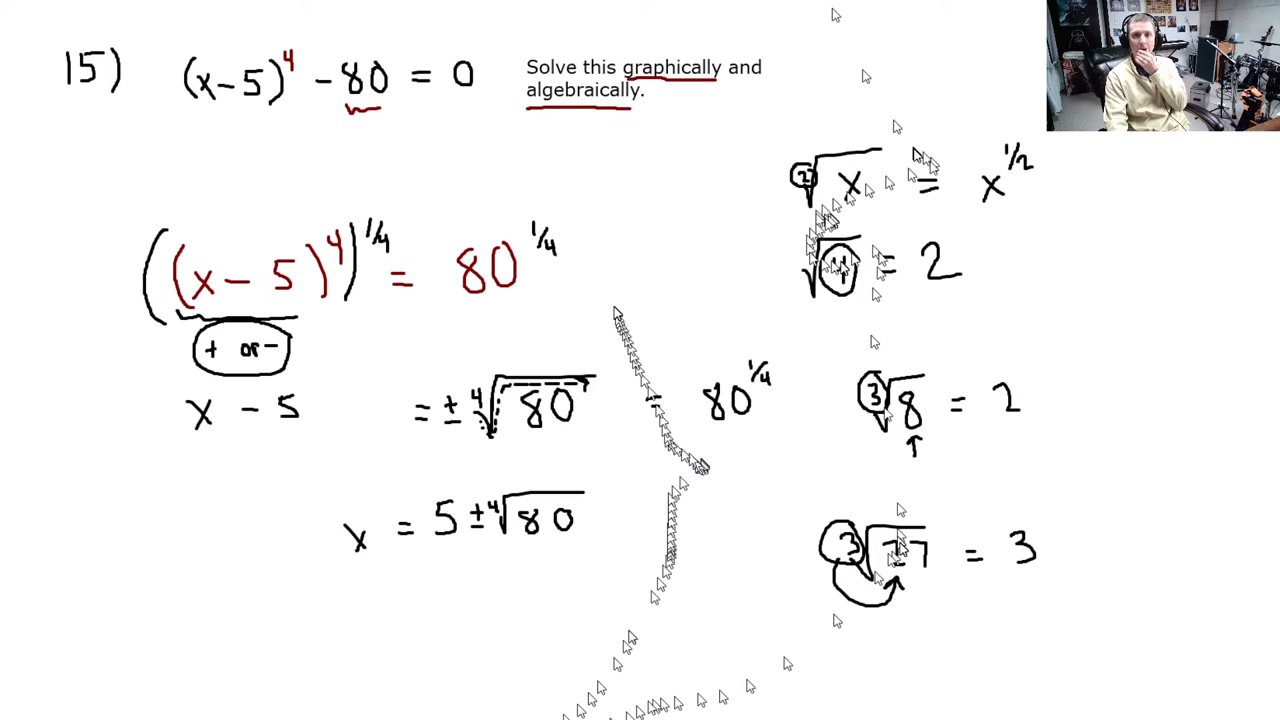 15) (x-5)⁴ - 80 = 0
Solve this graphically and
algebraically.
((x-5)⁴)^1/4 = 80^1/4
+ or -
x - 5 = ± ⁴√80 = 80^1/4
x = 5 ± ⁴√80
²√x = x^1/2
√4 = 2
³√8 = 2
³√27 = 3